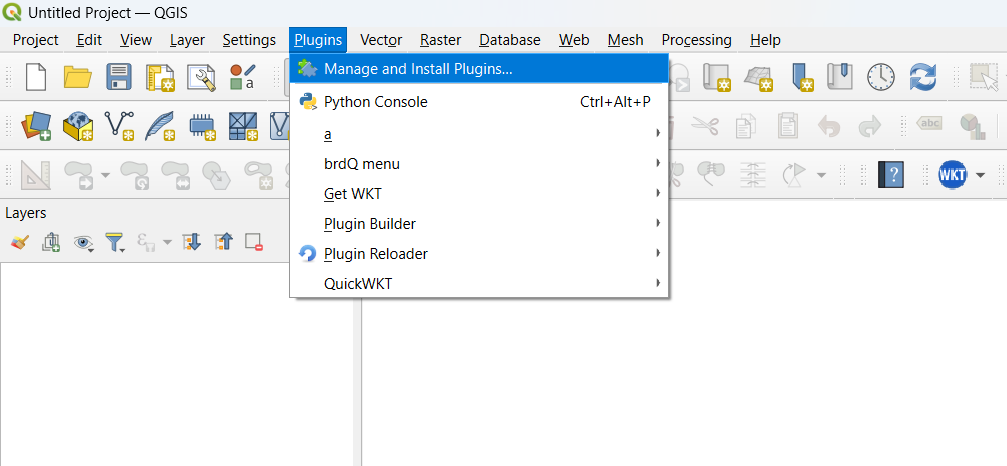 Untitled Project — QGIS
Project Edit View Layer Settings Plugins Vector Raster Database Web Mesh Processing Help
Manage and Install Plugins...
Python Console Ctrl+Alt+P
a
brdQ menu
Get WKT
Plugin Builder
Plugin Reloader
QuickWKT
a
abc
?
WKT
Layers
ε